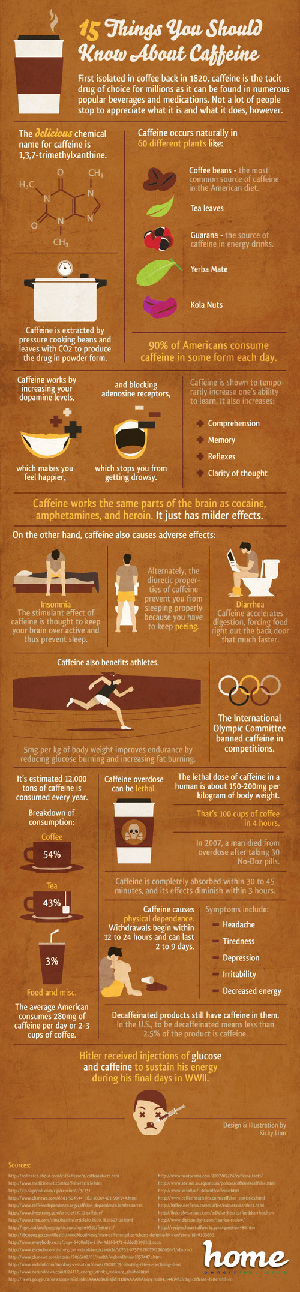 15 Things You Should
Know About Caffeine
First isolated in coffee back in 1820, caffeine is the tacit
drug of choice for millions as it can be found in numerous
popular beverages and medications. Not a lot of people
stop to appreciate what it is and what it does, however.
The delicious chemical
name for caffeine is
1,3,7-trimethylxanthine.
O
CH₃
H₃C
N
N
O
N
N
CH₃
Caffeine is extracted by
pressure cooking beans and
leaves with CO2 to produce
the drug in powder form.
Caffeine occurs naturally in
60 different plants like:
Coffee beans - the most
common source of caffeine
in the American diet.
Tea leaves
Guarana - the source of
caffeine in energy drinks.
Yerba Mate
Kola Nuts
90% of Americans consume
caffeine in some form each day.
Caffeine works by
increasing your
dopamine levels,
which makes you
feel happier,
and blocking
adenosine receptors,
which stops you from
getting drowsy.
Caffeine is shown to tempo-
rarily increase one's ability
to learn. It also increases:
Comprehension
Memory
Reflexes
Clarity of thought
Caffeine works the same parts of the brain as cocaine,
amphetamines, and heroin. It just has milder effects.
On the other hand, caffeine also causes adverse effects:
Insomnia
The stimulant effect of
caffeine is thought to keep
your brain overactive and
thus prevent sleep.
Alternately, the
diuretic proper-
ties of caffeine
prevent you from
sleeping properly
because you have
to keep peeing.
Diarrhea
Caffeine accelerates
digestion, forcing food
right out the back door
that much faster.
Caffeine also benefits athletes.
5mg per kg of body weight improves endurance by
reducing glucose burning and increasing fat burning.
The International
Olympic Committee
banned caffeine in
competitions.
It's estimated 12,000
tons of caffeine is
consumed every year.
Breakdown of
consumption:
Coffee
54%
Tea
43%
3%
Food and misc.
The average American
consumes 280mg of
caffeine per day or 2-3
cups of coffee.
Caffeine overdose
can be lethal.
The lethal dose of caffeine in a
human is about 150-200mg per
kilogram of body weight.
That's 100 cups of coffee
in 4 hours.
In 2007, a man died from
overdose after taking 30
No-Doz pills.
Caffeine is completely absorbed within 30 to 45
minutes, and its effects diminish within 3 hours.
Caffeine causes
physical dependence.
Withdrawals begin within
12 to 24 hours and can last
2 to 9 days.
Symptoms include:
Headache
Tiredness
Depression
Irritability
Decreased energy
Decaffeinated products still have caffeine in them.
In the U.S., to be decaffeinated means less than
2.5% of the product is caffeine.
Hitler received injections of glucose
and caffeine to sustain his energy
during his final days in WWII.
Design & Illustration by
Sources:
home